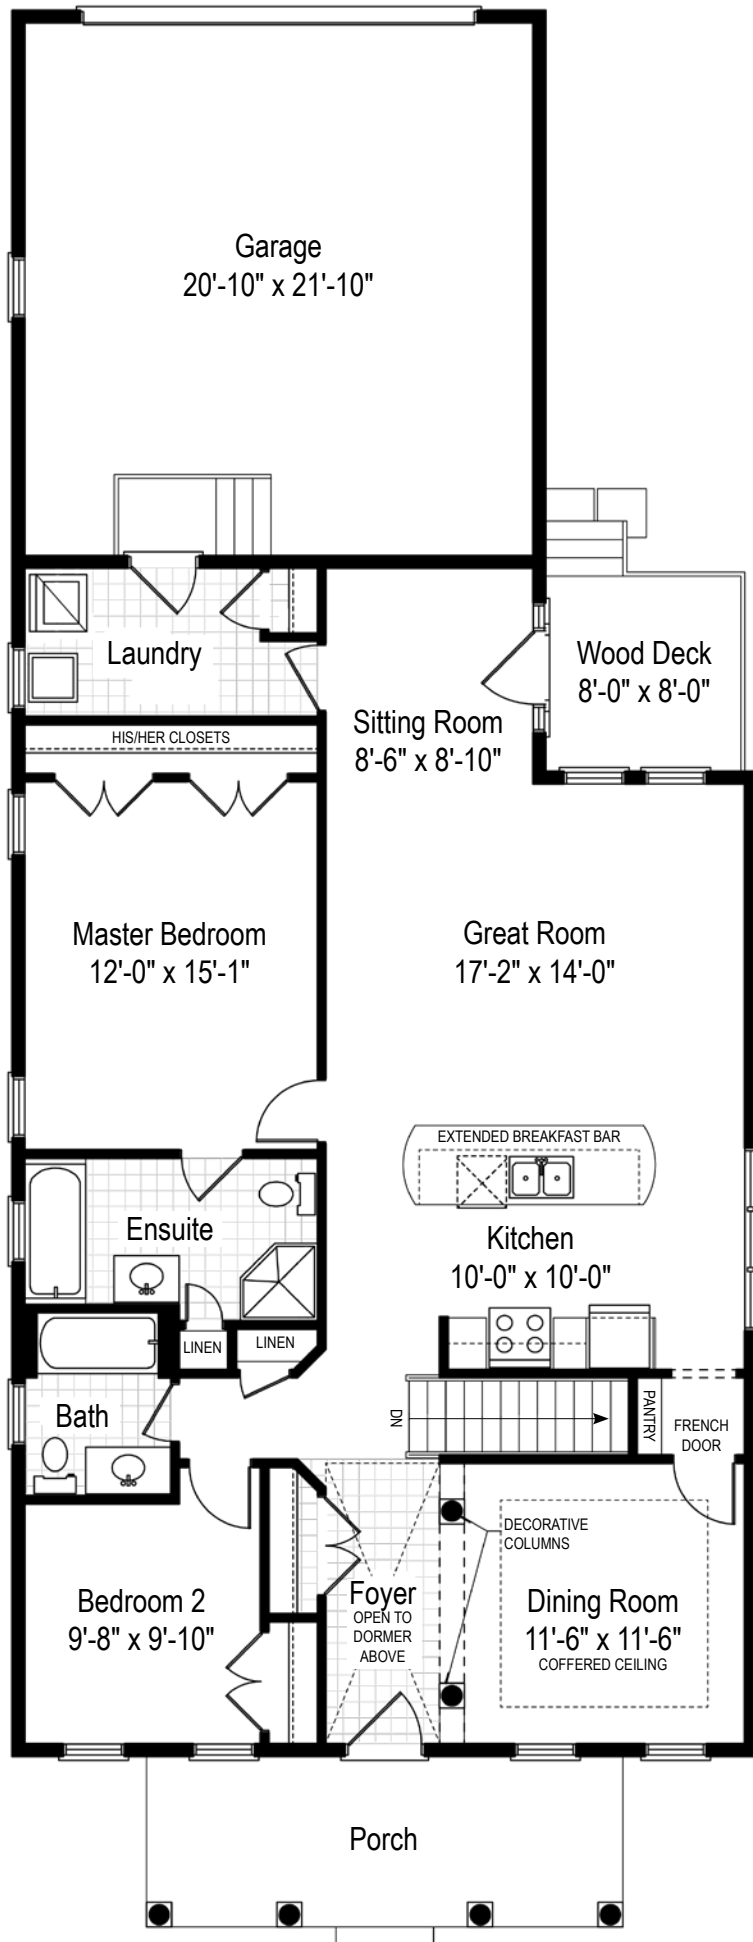 Garage
20'-10" x 21'-10"
Laundry
Wood Deck
8'-0" x 8'-0"
HIS/HER CLOSETS
Sitting Room
8'-6" x 8'-10"
Master Bedroom
12'-0" x 15'-1"
Great Room
17'-2" x 14'-0"
EXTENDED BREAKFAST BAR
Ensuite
Kitchen
10'-0" x 10'-0"
LINEN
LINEN
Bath
DN
PANTRY
FRENCH
DOOR
DECORATIVE
COLUMNS
Bedroom 2
9'-8" x 9'-10"
Foyer
OPEN TO
DORMER
ABOVE
Dining Room
11'-6" x 11'-6"
COFFERED CEILING
Porch